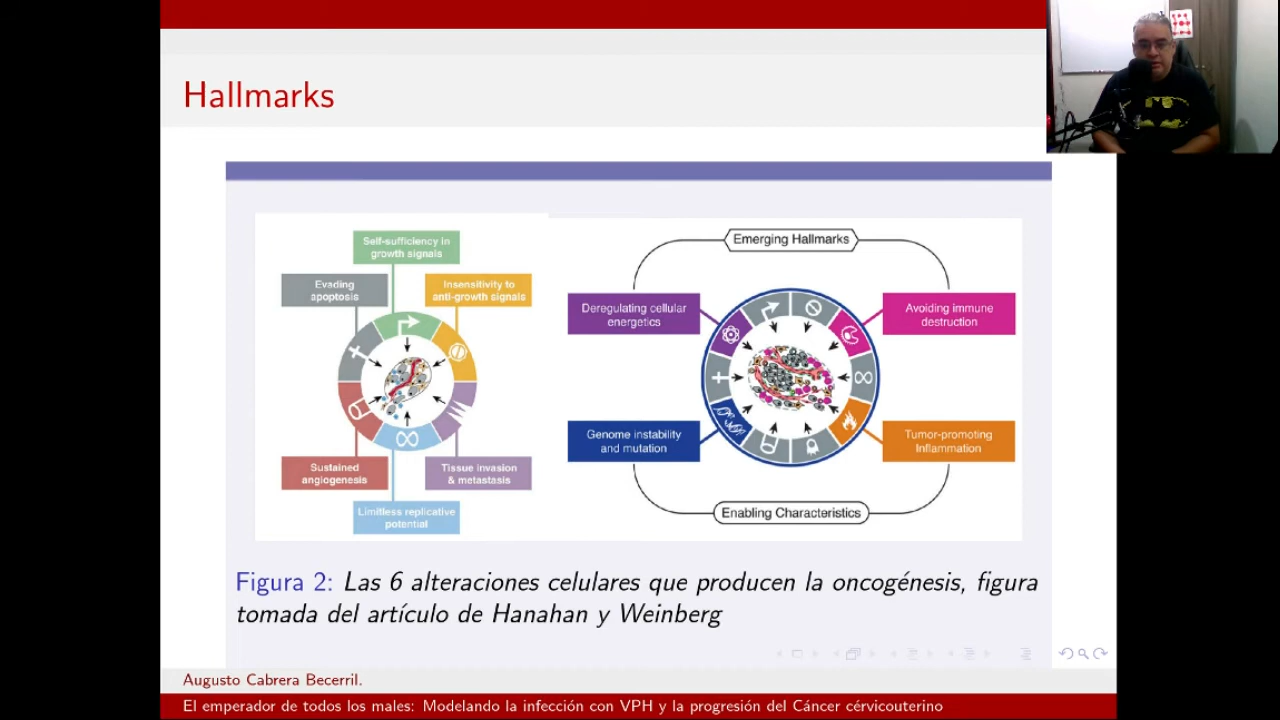 Hallmarks
Self-sufficiency in
growth signals
Evading
apoptosis
Insensitivity to
anti-growth signals
Sustained
angiogenesis
Tissue invasion
& metastasis
Limitless replicative
potential
Emerging Hallmarks
Deregulating cellular
energetics
Avoiding immune
destruction
Genome instability
and mutation
Tumor-promoting
Inflammation
Enabling Characteristics
Figura 2: Las 6 alteraciones celulares que producen la oncogénesis, figura
tomada del artículo de Hanahan y Weinberg
Augusto Cabrera Becerril.
El emperador de todos los males: Modelando la infección con VPH y la progresión del Cáncer cérvicouterino